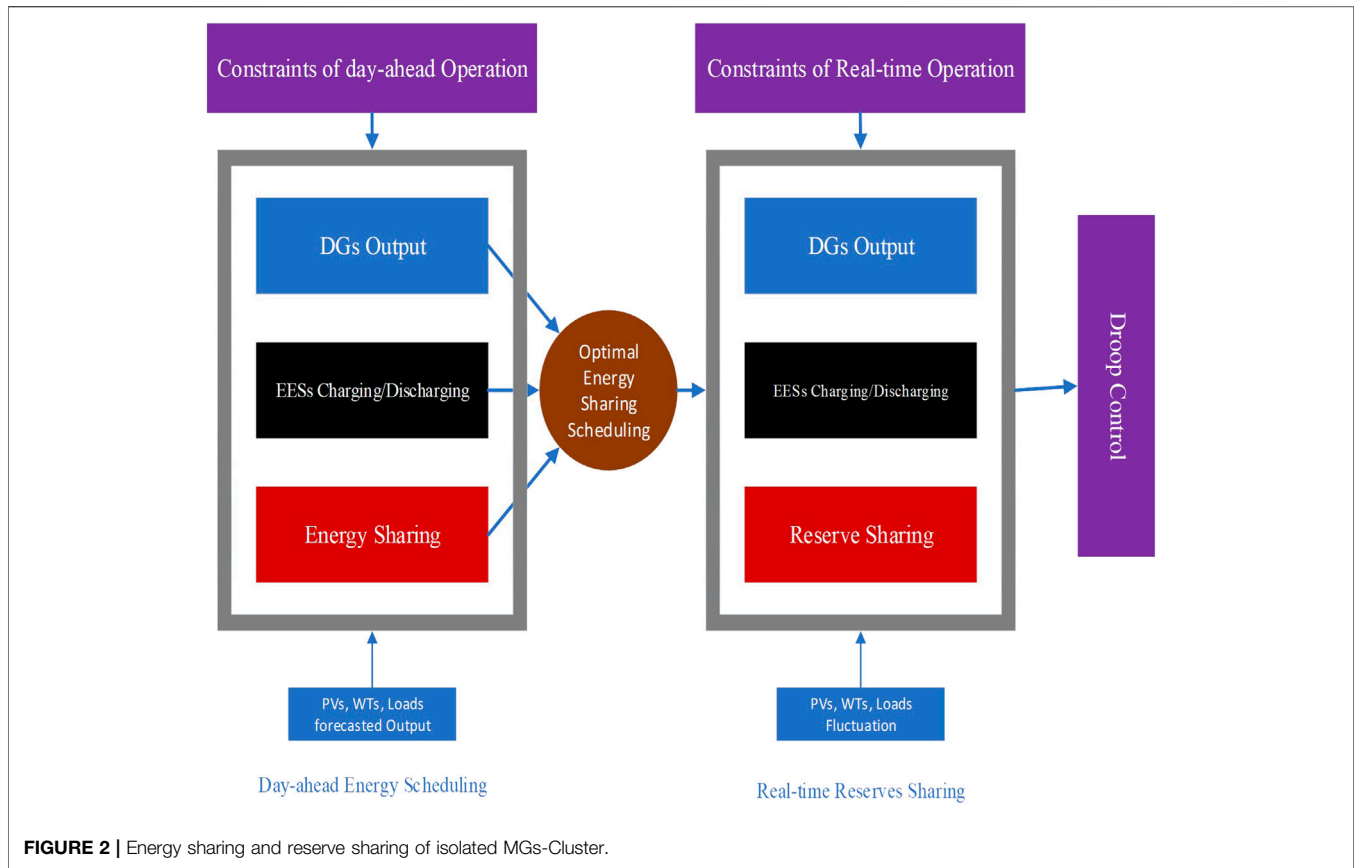 Constraints of day-ahead Operation
Constraints of Real-time Operation
DGs Output
EESs Charging/Discharging
Energy Sharing
Optimal
Energy
Sharing
Scheduling
DGs Output
EESs Charging/Discharging
Reserve Sharing
Droop Control
PVs, WTs, Loads
forecasted Output
PVs, WTs, Loads
Fluctuation
Day-ahead Energy Scheduling
Real-time Reserves Sharing
FIGURE 2 | Energy sharing and reserve sharing of isolated MGs-Cluster.